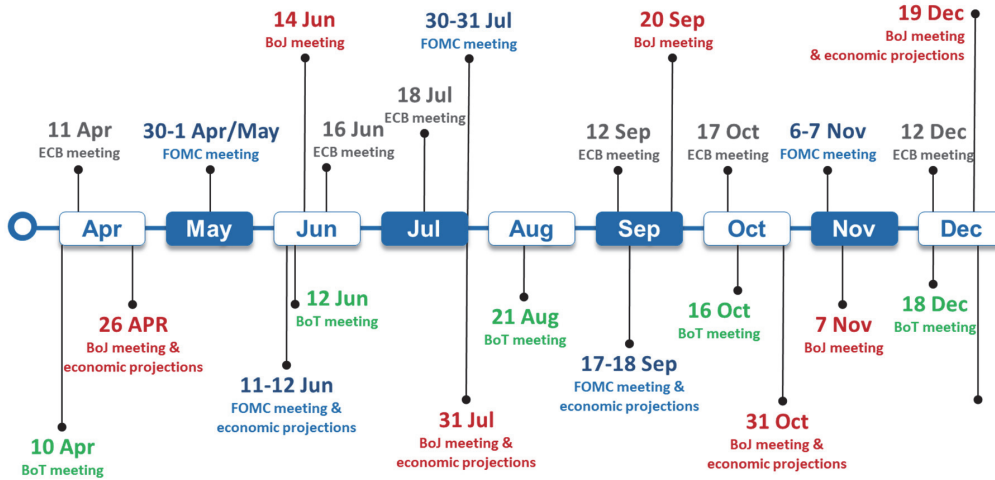 14 Jun
BoJ meeting
30-31 Jul
FOMC meeting
20 Sep
BoJ meeting
19 Dec
BoJ meeting
& economic projections
11 Apr
ECB meeting
30-1 Apr/May
FOMC meeting
16 Jun
ECB meeting
18 Jul
ECB meeting
12 Sep
ECB meeting
17 Oct
ECB meeting
6-7 Nov
FOMC meeting
12 Dec
ECB meeting
Apr
May
Jun
Jul
Aug
Sep
Oct
Nov
Dec
10 Apr
BoT meeting
26 APR
BoJ meeting &
economic projections
11-12 Jun
FOMC meeting &
economic projections
12 Jun
BoT meeting
31 Jul
BoJ meeting &
economic projections
21 Aug
BoT meeting
17-18 Sep
FOMC meeting &
economic projections
16 Oct
BoT meeting
31 Oct
BoJ meeting &
economic projections
7 Nov
BoJ meeting
18 Dec
BoT meeting